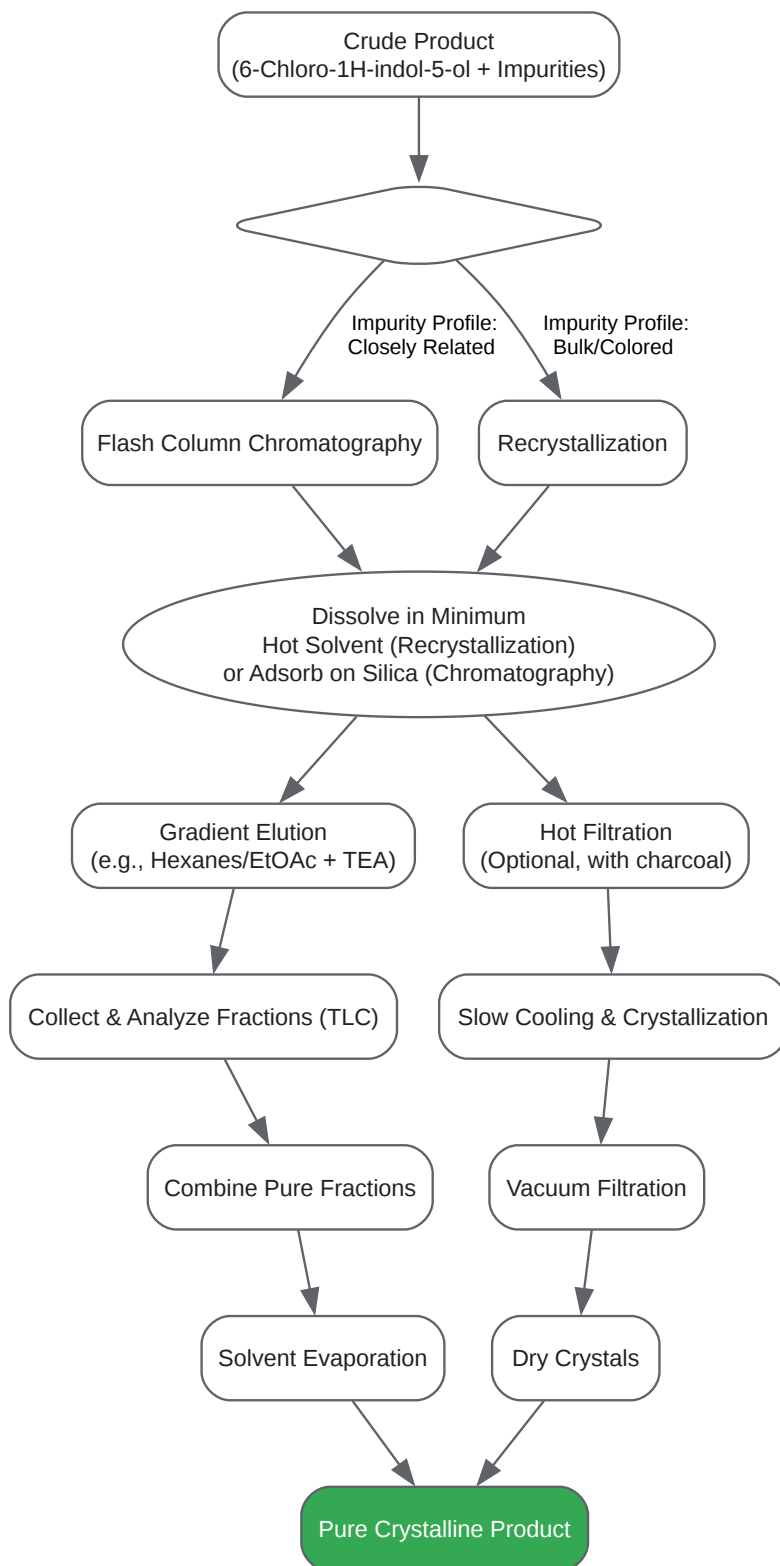 Crude Product
(6-Chloro-1H-indol-5-ol + Impurities)
Impurity Profile:
Closely Related
Impurity Profile:
Bulk/Colored
Flash Column Chromatography
Recrystallization
Dissolve in Minimum
Hot Solvent (Recrystallization)
or Adsorb on Silica (Chromatography)
Gradient Elution
(e.g., Hexanes/EtOAc + TEA)
Hot Filtration
(Optional, with charcoal)
Collect & Analyze Fractions (TLC)
Slow Cooling & Crystallization
Combine Pure Fractions
Vacuum Filtration
Solvent Evaporation
Dry Crystals
Pure Crystalline Product